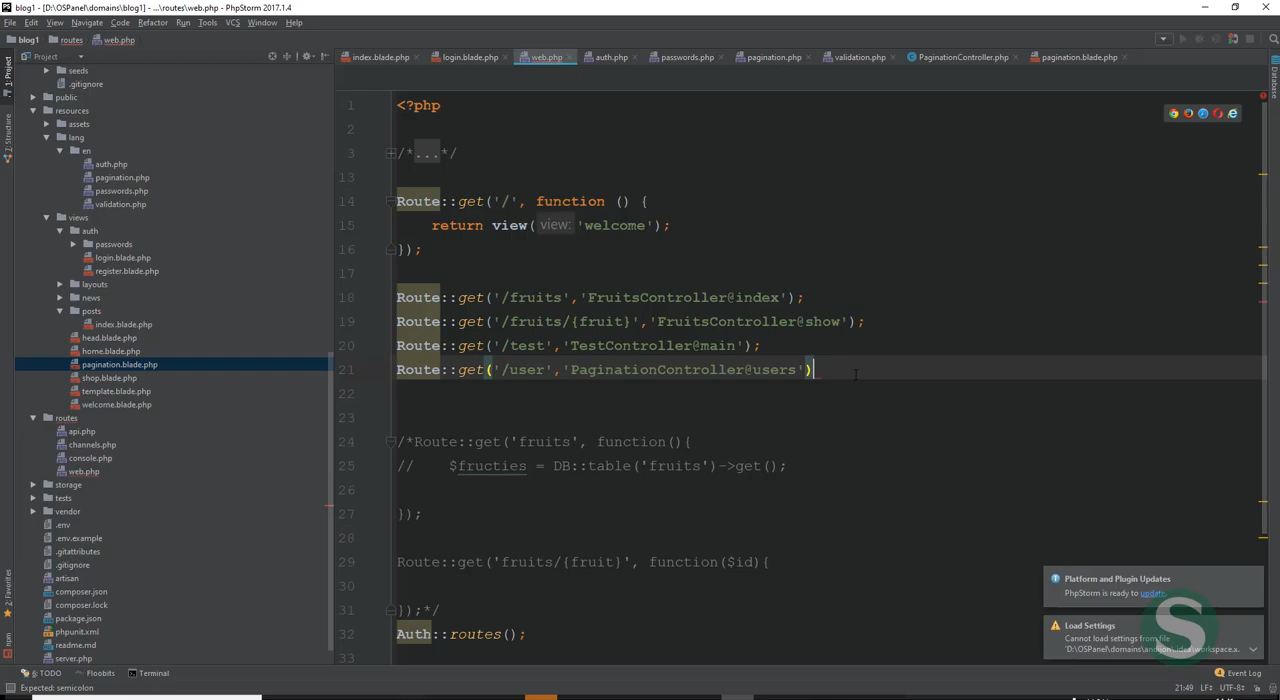 blog1 [D:\OSPanel\domains\blog1] - ...\routes\web.php - PhpStorm 2017.1.4
File Edit View Navigate Code Refactor Run Tools VCS Window Help
blog1 routes web.php
Project
index.blade.php login.blade.php web.php auth.php passwords.php pagination.php validation.php PaginationController.php pagination.blade.php
1: Project
7: Structure
2: Favorites
npm
Database
seeds
.gitignore
public
resources
assets
lang
en
auth.php
pagination.php
passwords.php
validation.php
views
auth
passwords
login.blade.php
register.blade.php
layouts
news
posts
index.blade.php
head.blade.php
home.blade.php
pagination.blade.php
shop.blade.php
template.blade.php
welcome.blade.php
routes
api.php
channels.php
console.php
web.php
storage
tests
vendor
.env
.env.example
.gitattributes
.gitignore
artisan
composer.json
composer.lock
package.json
phpunit.xml
readme.md
server.php
1 <?php
2
3 /*...*/
13
14 Route::get('/', function () {
15 return view( view: 'welcome');
16 });
17
18 Route::get('/fruits','FruitsController@index');
19 Route::get('/fruits/{fruit}','FruitsController@show');
20 Route::get('/test','TestController@main');
21 Route::get('/user','PaginationController@users')
22
23
24 /*Route::get('fruits', function(){
25 // $fructies = DB::table('fruits')->get();
26
27 });
28
29 Route::get('fruits/{fruit}', function($id){
30
31 });*/
32 Auth::routes();
33
Platform and Plugin Updates
PhpStorm is ready to update.
Load Settings
Cannot load settings from file
S
6: TODO Floobits Terminal Event Log
Expected: semicolon 21:49 LF÷ UTF-8÷